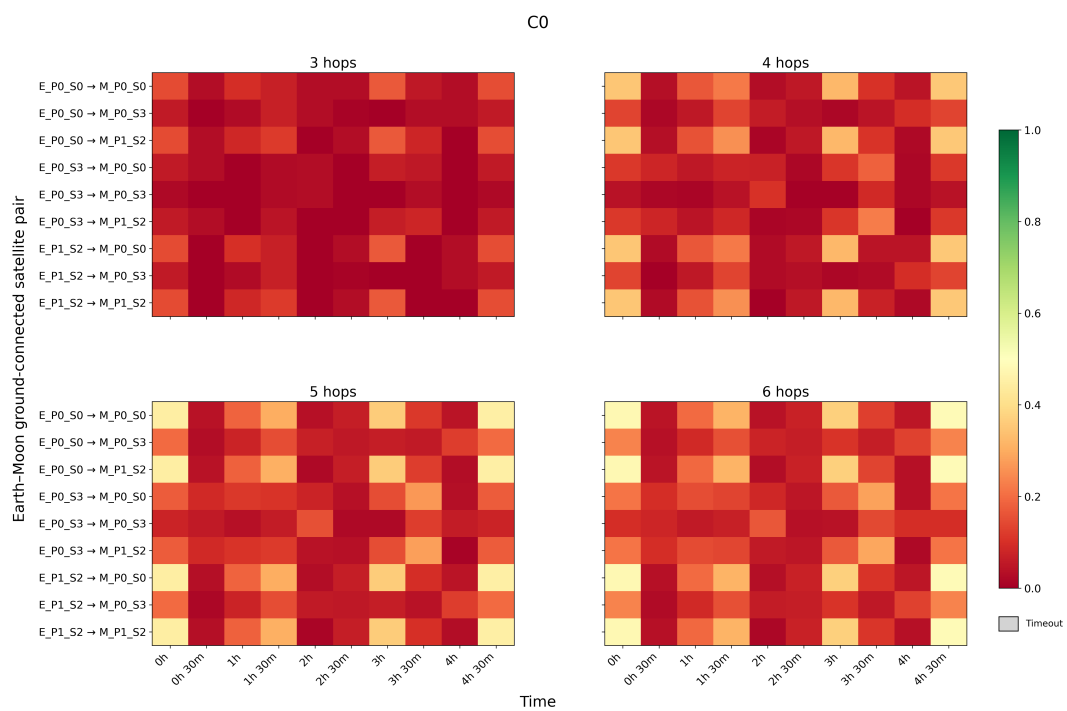 C0
3 hops
4 hops
E_P0_S0 → M_P0_S0
E_P0_S0 → M_P0_S3
E_P0_S0 → M_P1_S2
E_P0_S3 → M_P0_S0
E_P0_S3 → M_P0_S3
E_P0_S3 → M_P1_S2
E_P1_S2 → M_P0_S0
E_P1_S2 → M_P0_S3
E_P1_S2 → M_P1_S2
5 hops
6 hops
E_P0_S0 → M_P0_S0
E_P0_S0 → M_P0_S3
E_P0_S0 → M_P1_S2
E_P0_S3 → M_P0_S0
E_P0_S3 → M_P0_S3
E_P0_S3 → M_P1_S2
E_P1_S2 → M_P0_S0
E_P1_S2 → M_P0_S3
E_P1_S2 → M_P1_S2
0h 0h 30m 1h 1h 30m 2h 2h 30m 3h 3h 30m 4h 4h 30m
0h 0h 30m 1h 1h 30m 2h 2h 30m 3h 3h 30m 4h 4h 30m
Time
Earth–Moon ground-connected satellite pair
1.0
0.8
0.6
0.4
0.2
0.0
Timeout